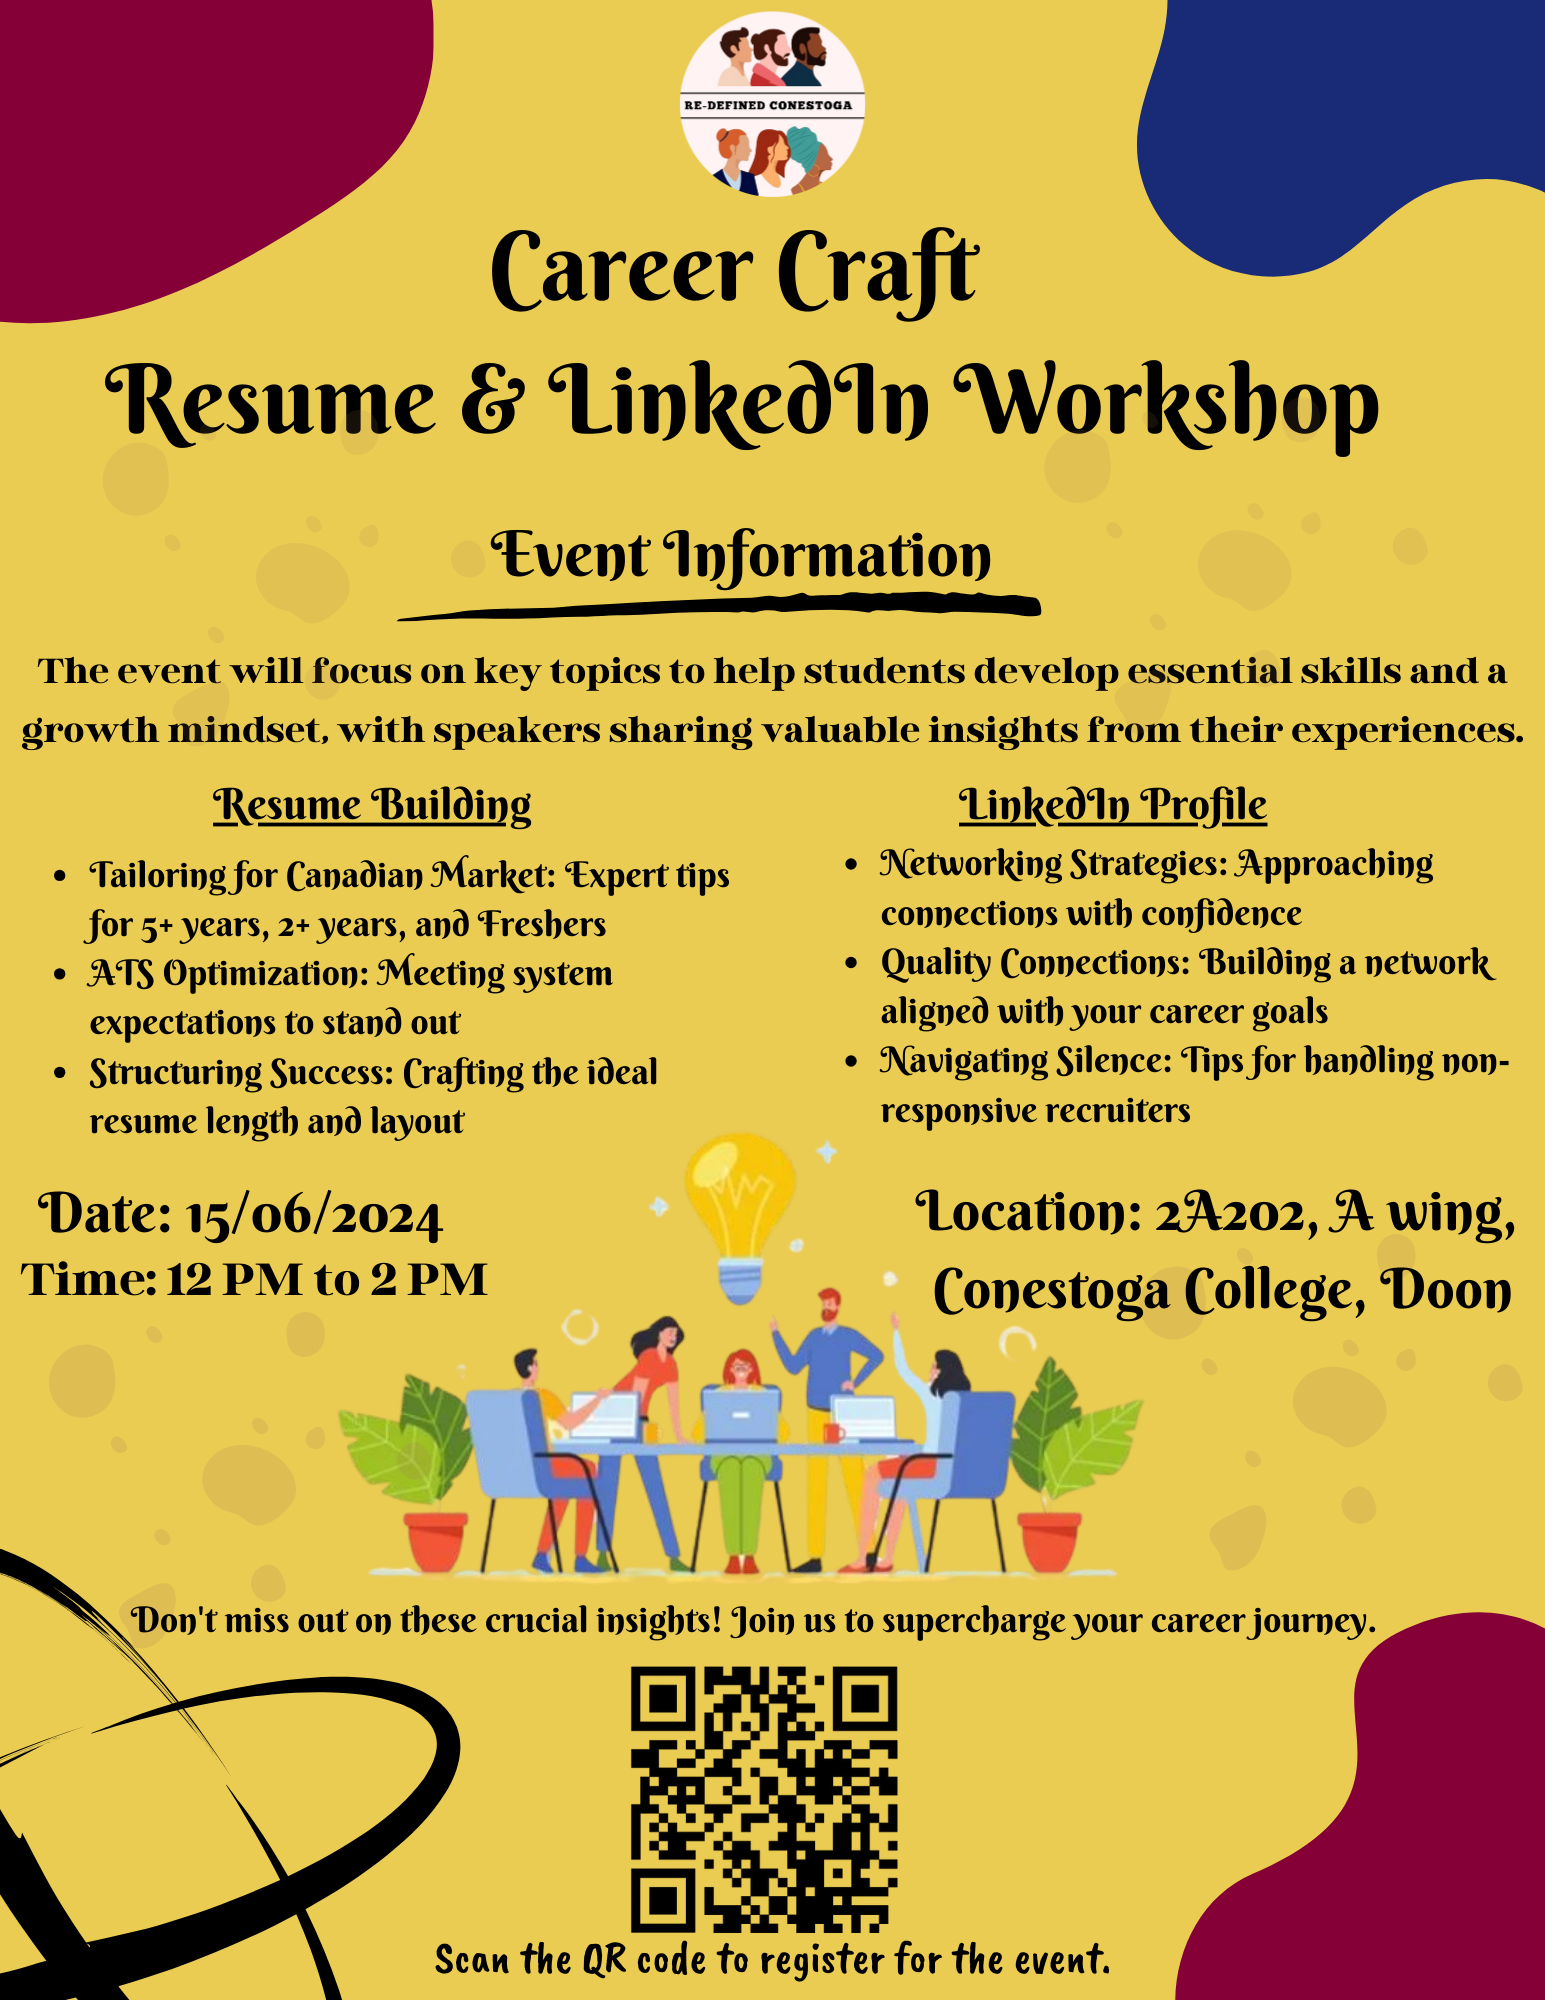 RE-DEFINED CONESTOGA
Career Craft
Resume & LinkedIn Workshop
Event Information
The event will focus on key topics to help students develop essential skills and a
growth mindset, with speakers sharing valuable insights from their experiences.
Resume Building
• Tailoring for Canadian Market: Expert tips
for 5+ years, 2+ years, and Freshers
• ATS Optimization: Meeting system
expectations to stand out
• Structuring Success: Crafting the ideal
resume length and layout
LinkedIn Profile
• Networking Strategies: Approaching
connections with confidence
• Quality Connections: Building a network
aligned with your career goals
• Navigating Silence: Tips for handling non-
responsive recruiters
Date: 15/06/2024
Time: 12 PM to 2 PM
Location: 2A202, A wing,
Conestoga College, Doon
Don't miss out on these crucial insights! Join us to supercharge your career journey.
Scan the QR code to register for the event.